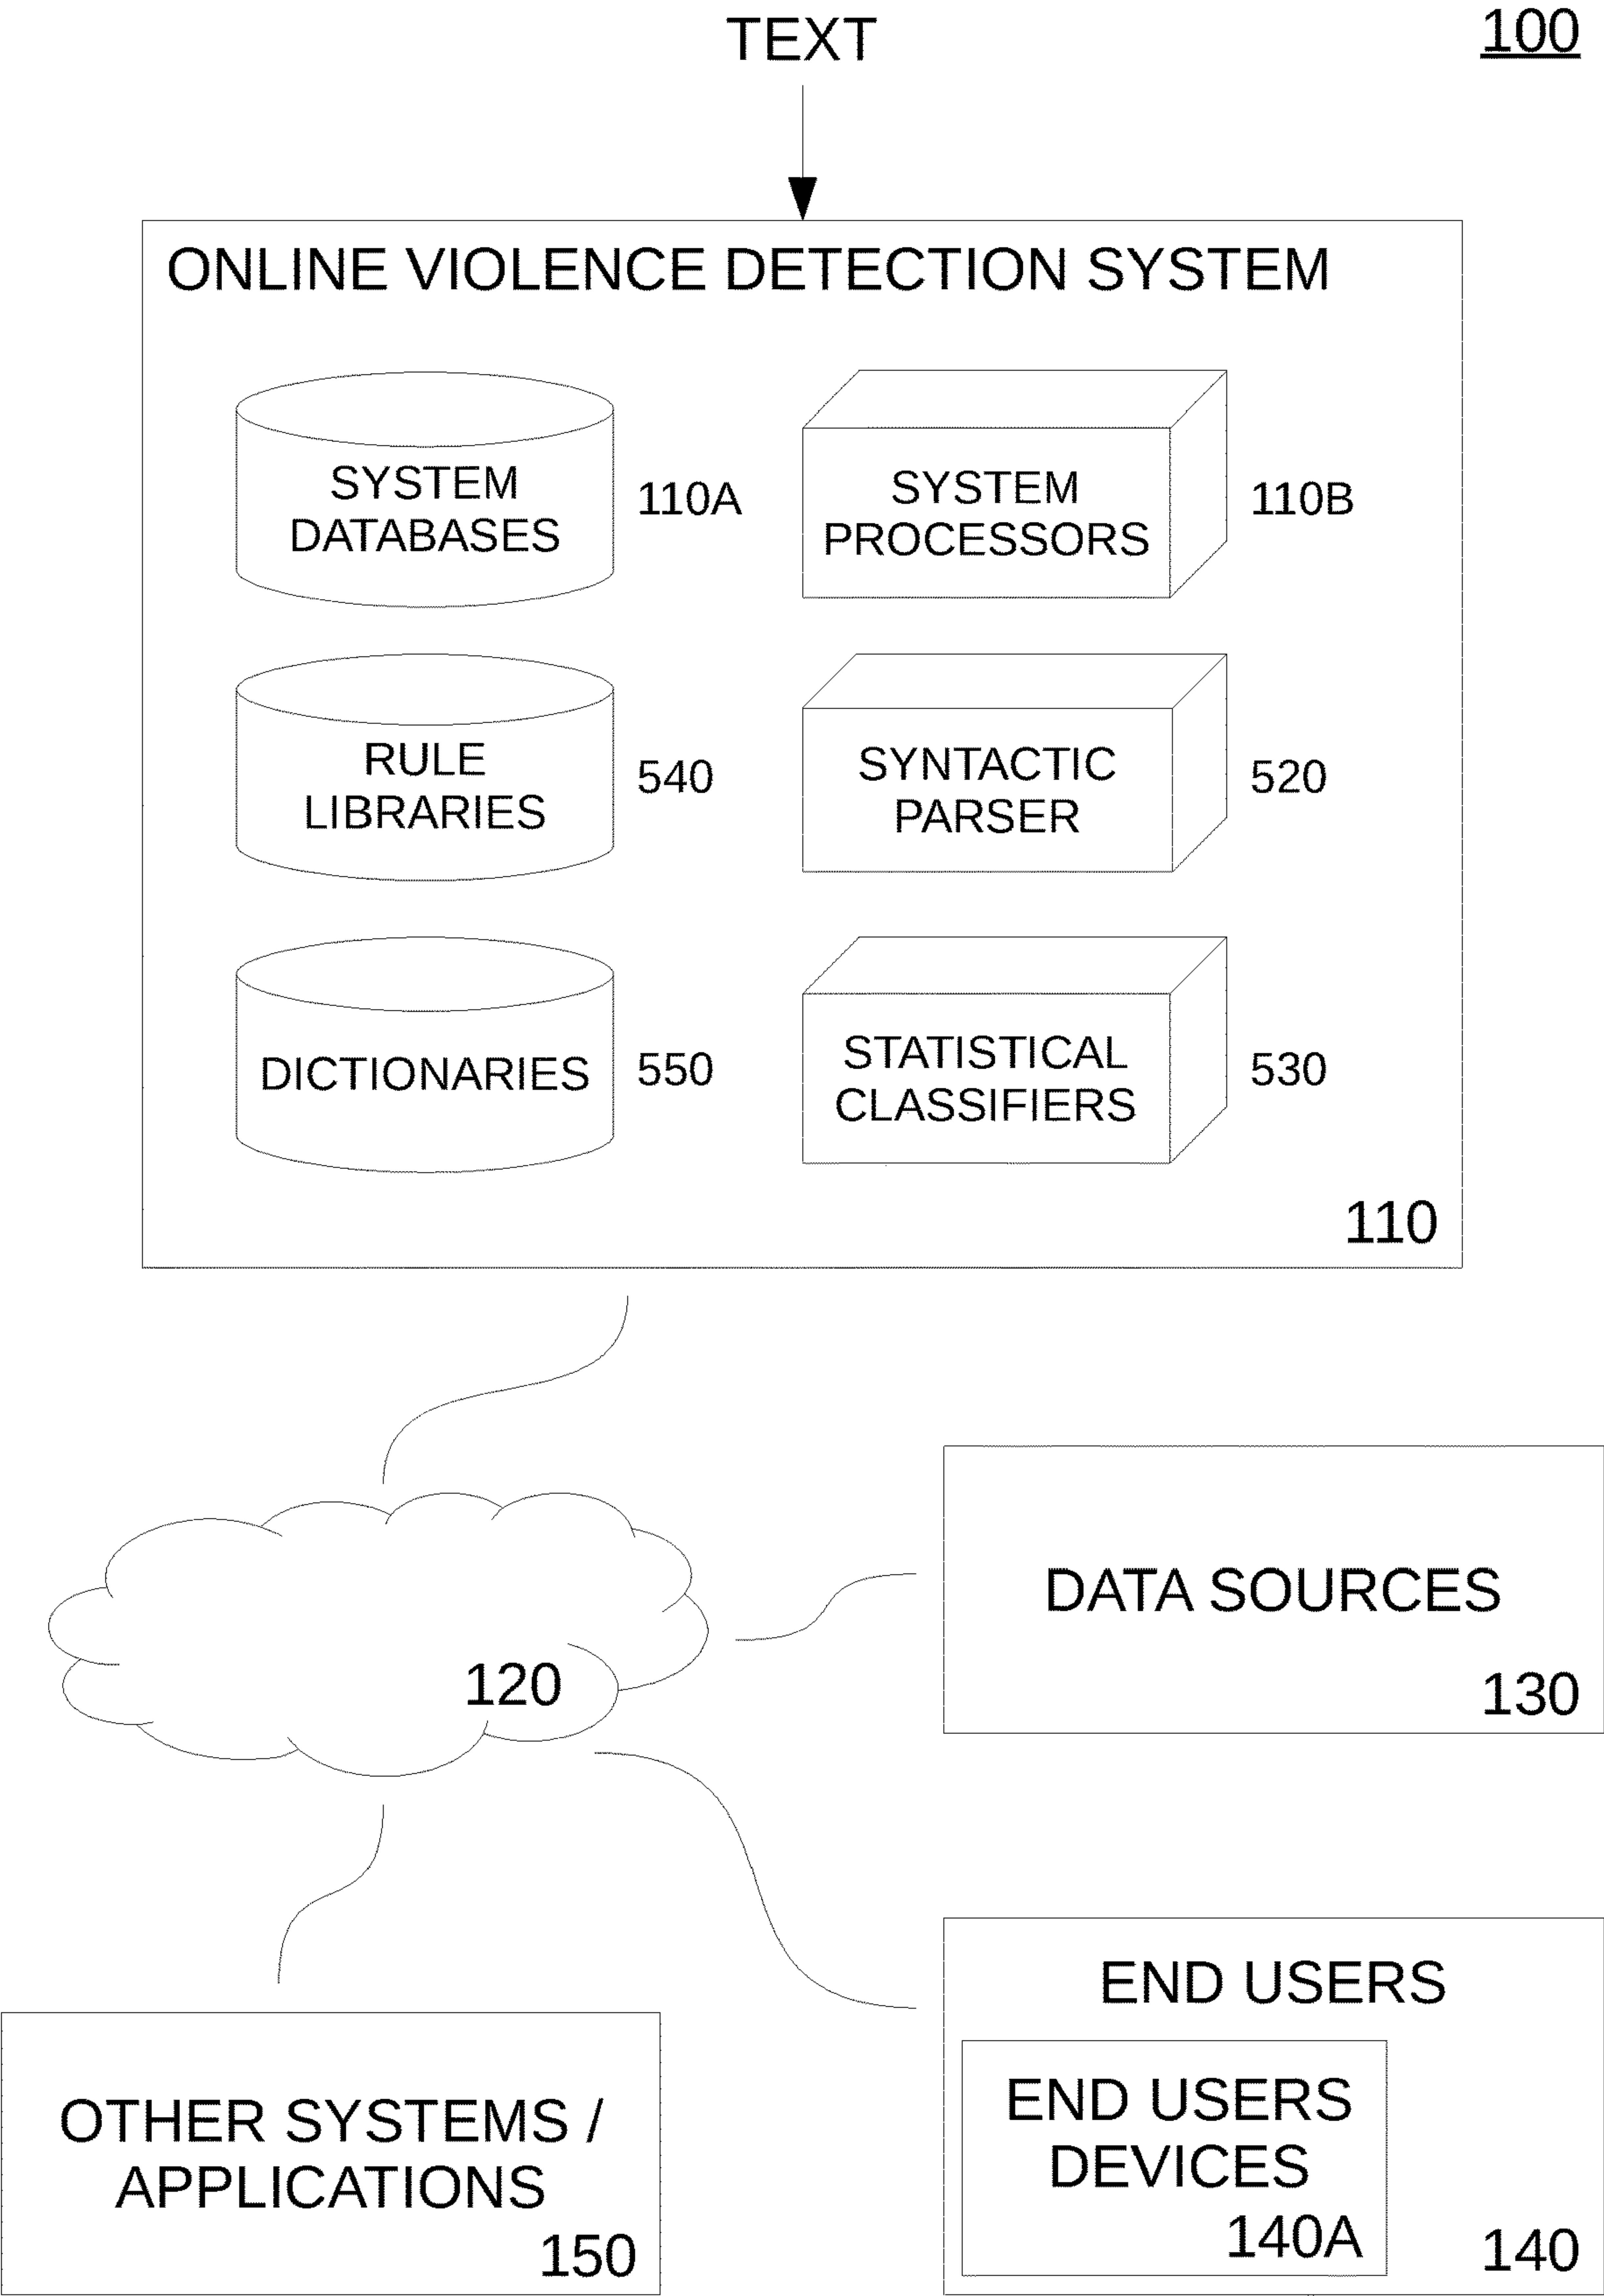 TEXT
100
ONLINE VIOLENCE DETECTION SYSTEM
SYSTEM
DATABASES
110A
SYSTEM
PROCESSORS
110B
RULE
LIBRARIES
540
SYNTACTIC
PARSER
520
DICTIONARIES
550
STATISTICAL
CLASSIFIERS
530
110
120
DATA SOURCES
130
END USERS
END USERS
DEVICES
140A
140
OTHER SYSTEMS /
APPLICATIONS
150